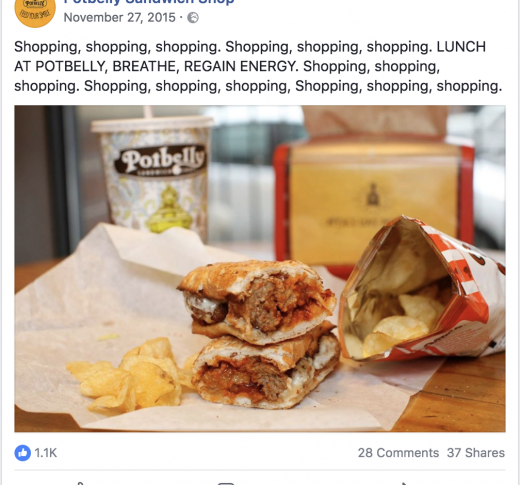 Potbelly Sandwich Shop
November 27, 2015 ·
Shopping, shopping, shopping. Shopping, shopping, shopping. LUNCH
AT POTBELLY, BREATHE, REGAIN ENERGY. Shopping, shopping,
shopping. Shopping, shopping, shopping, Shopping, shopping, shopping.
Potbelly
1.1K
28 Comments 37 Shares